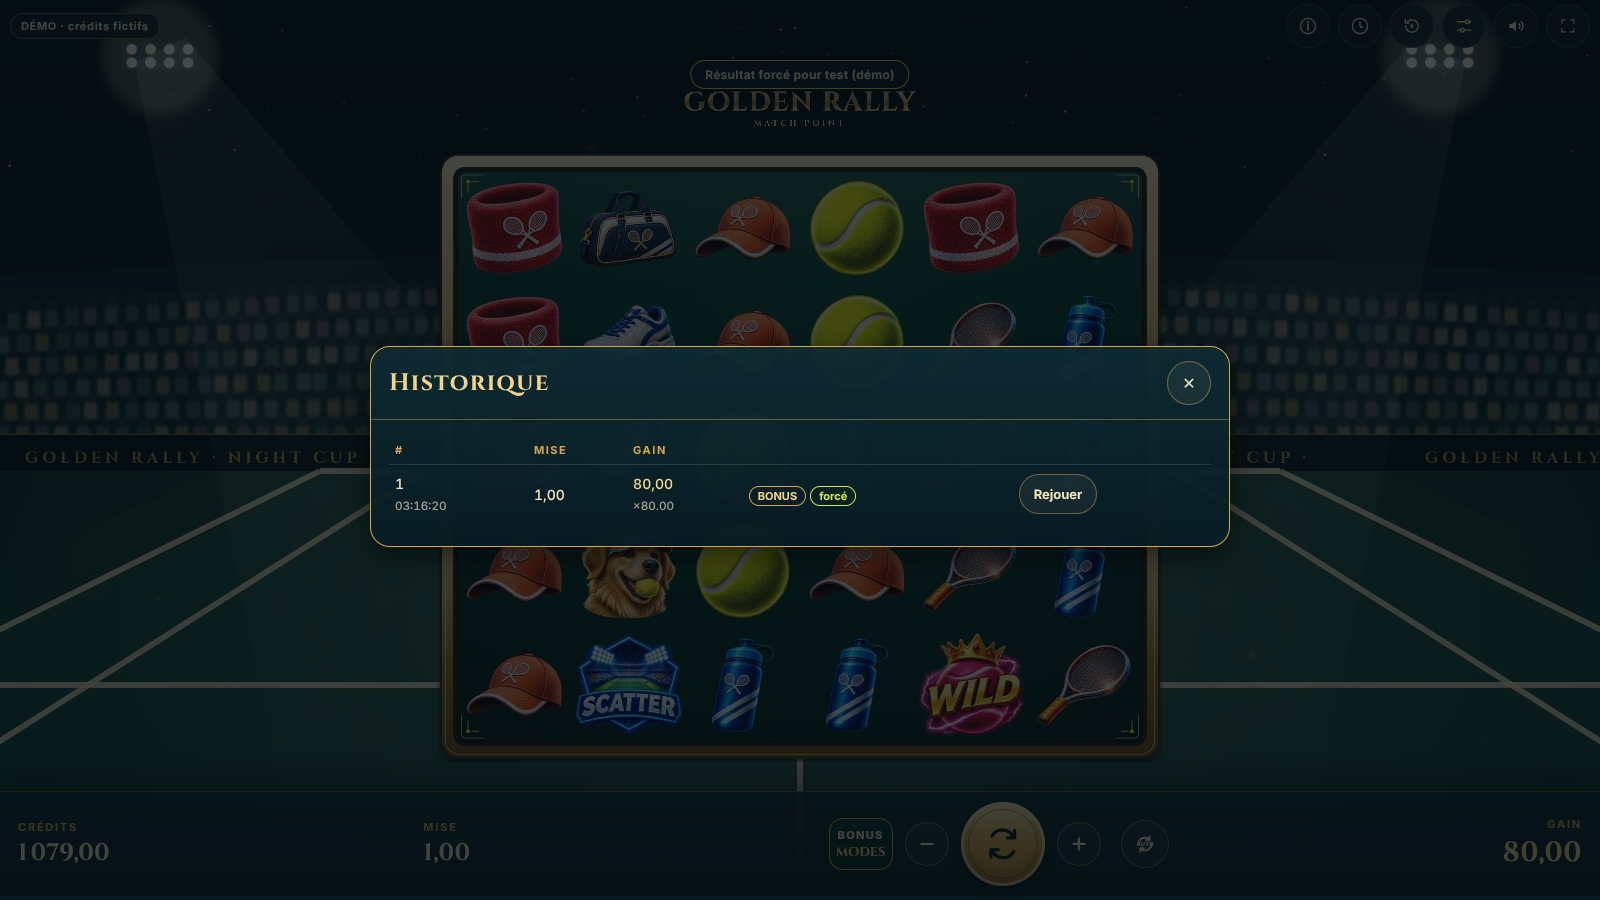 DÉMO · crédits fictifs
Résultat forcé pour test (démo)
GOLDEN RALLY
MATCH POINT
GOLDEN RALLY · NIGHT CUP
CUP ·
GOLDEN RALLY
HISTORIQUE
# MISE GAIN
1 1,00 80,00 BONUS forcé Rejouer
03:16:20 ×80.00
SCATTER
WILD
CRÉDITS
1 079,00
MISE
1,00
BONUS
MODES
GAIN
80,00